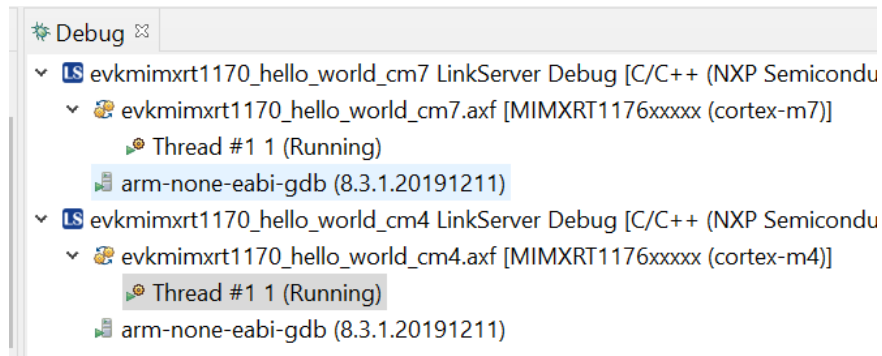 Debug
LS evkmimxrt1170_hello_world_cm7 LinkServer Debug [C/C++ (NXP Semicondu
evkmimxrt1170_hello_world_cm7.axf [MIMXRT1176xxxxx (cortex-m7)]
Thread #1 1 (Running)
arm-none-eabi-gdb (8.3.1.20191211)
LS evkmimxrt1170_hello_world_cm4 LinkServer Debug [C/C++ (NXP Semicondu
evkmimxrt1170_hello_world_cm4.axf [MIMXRT1176xxxxx (cortex-m4)]
Thread #1 1 (Running)
arm-none-eabi-gdb (8.3.1.20191211)